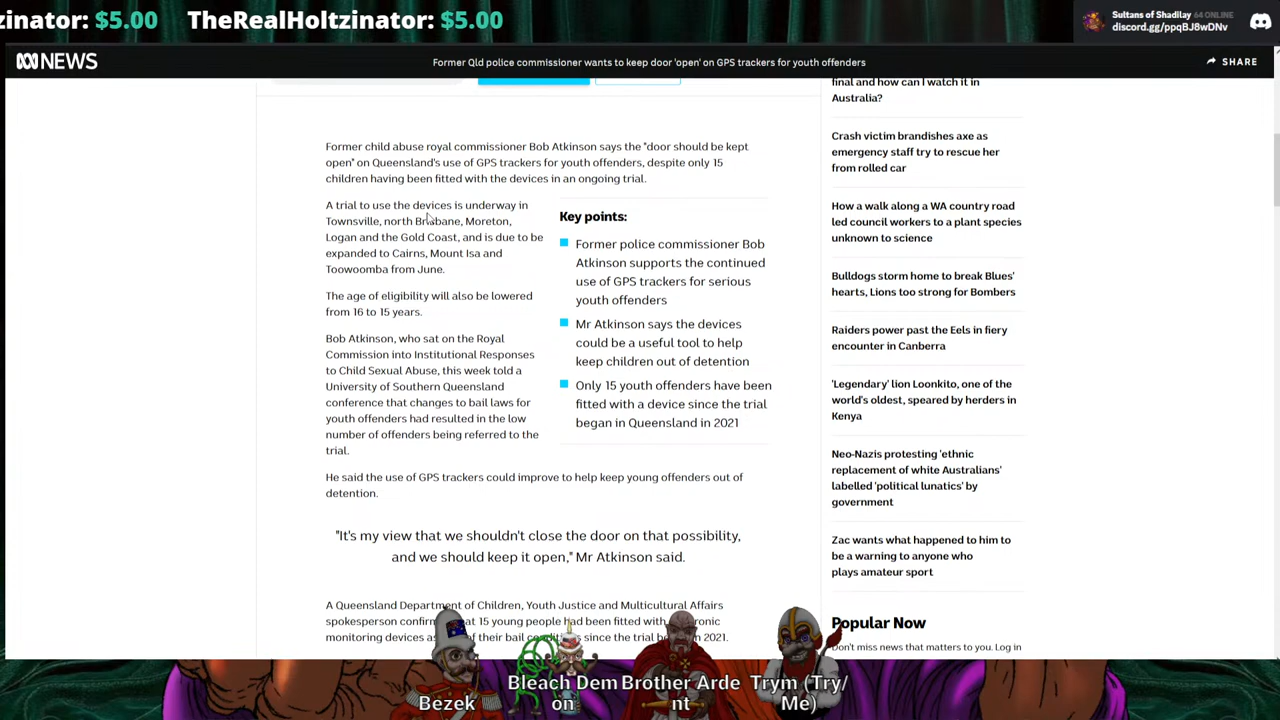 zinator: $5.00 TheRealHoltzinator: $5.00
Sultans of Shadilay 64 ONLINE
discord.gg/ppqBJ8wDNv
NEWS
Former Qld police commissioner wants to keep door 'open' on GPS trackers for youth offenders
SHARE
Former child abuse royal commissioner Bob Atkinson says the "door should be kept
open" on Queensland's use of GPS trackers for youth offenders, despite only 15
children having been fitted with the devices in an ongoing trial.
A trial to use the devices is underway in
Townsville, north Brisbane, Moreton,
Logan and the Gold Coast, and is due to be
expanded to Cairns, Mount Isa and
Toowoomba from June.
The age of eligibility will also be lowered
from 16 to 15 years.
Bob Atkinson, who sat on the Royal
Commission into Institutional Responses
to Child Sexual Abuse, this week told a
University of Southern Queensland
conference that changes to bail laws for
youth offenders had resulted in the low
number of offenders being referred to the
trial.
Key points:
Former police commissioner Bob
Atkinson supports the continued
use of GPS trackers for serious
youth offenders
Mr Atkinson says the devices
could be a useful tool to help
keep children out of detention
Only 15 youth offenders have been
fitted with a device since the trial
began in Queensland in 2021
He said the use of GPS trackers could improve to help keep young offenders out of
detention.
"It's my view that we shouldn't close the door on that possibility,
and we should keep it open," Mr Atkinson said.
A Queensland Department of Children, Youth Justice and Multicultural Affairs
spokesperson confirm at 15 young people had been fitted with ronic
monitoring devices as of their bail cond since the trial b n 2021.
final and how can I watch it in
Australia?
Crash victim brandishes axe as
emergency staff try to rescue her
from rolled car
How a walk along a WA country road
led council workers to a plant species
unknown to science
Bulldogs storm home to break Blues'
hearts, Lions too strong for Bombers
Raiders power past the Eels in fiery
encounter in Canberra
'Legendary' lion Loonkito, one of the
world's oldest, speared by herders in
Kenya
Neo-Nazis protesting 'ethnic
replacement of white Australians'
labelled 'political lunatics' by
government
Zac wants what happened to him to
be a warning to anyone who
plays amateur sport
Popular Now
Don't miss news that matters to you. Log in
Bezek
Bleach Dem
on
Brother Arde
nt
Trym (Try/
Me)